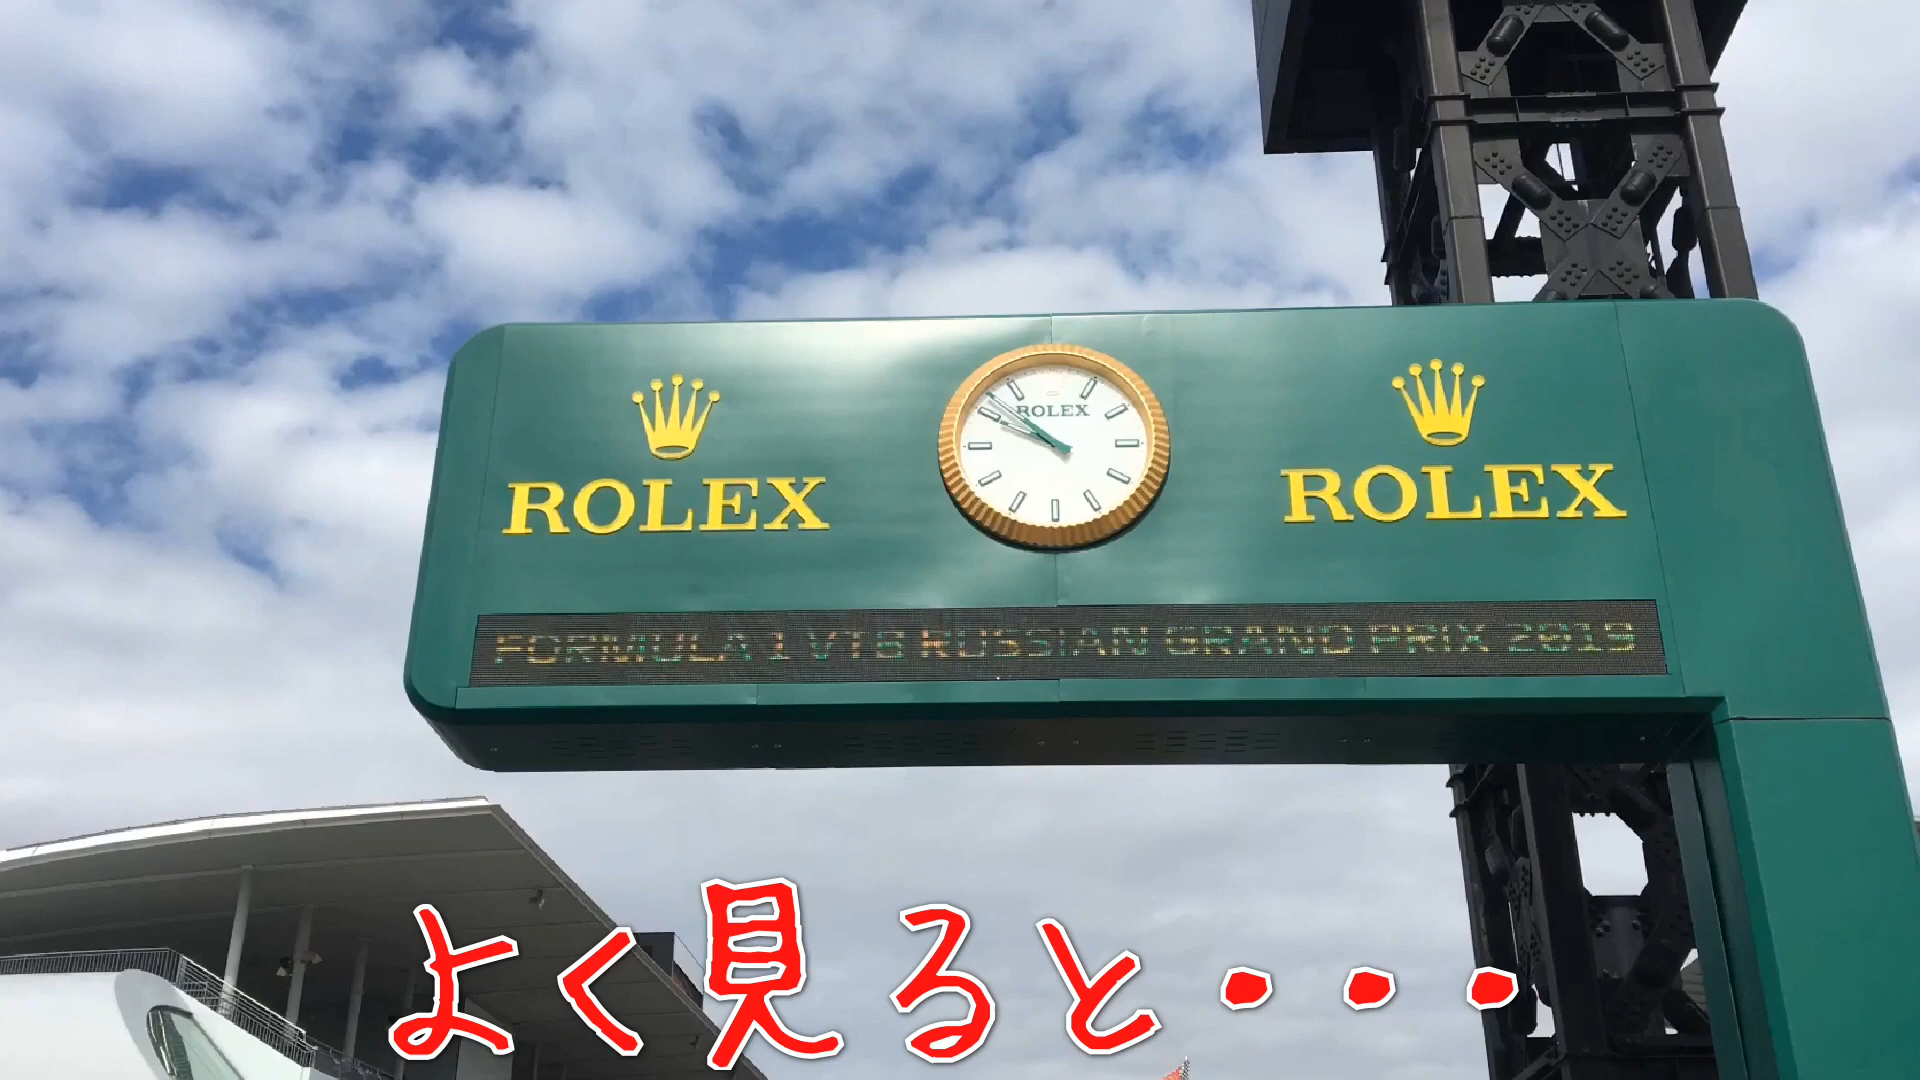 ROLEX
ROLEX
ROLEX
FORMULA 1 VTB RUSSIAN GRAND PRIX 2019
よく見ると・・・